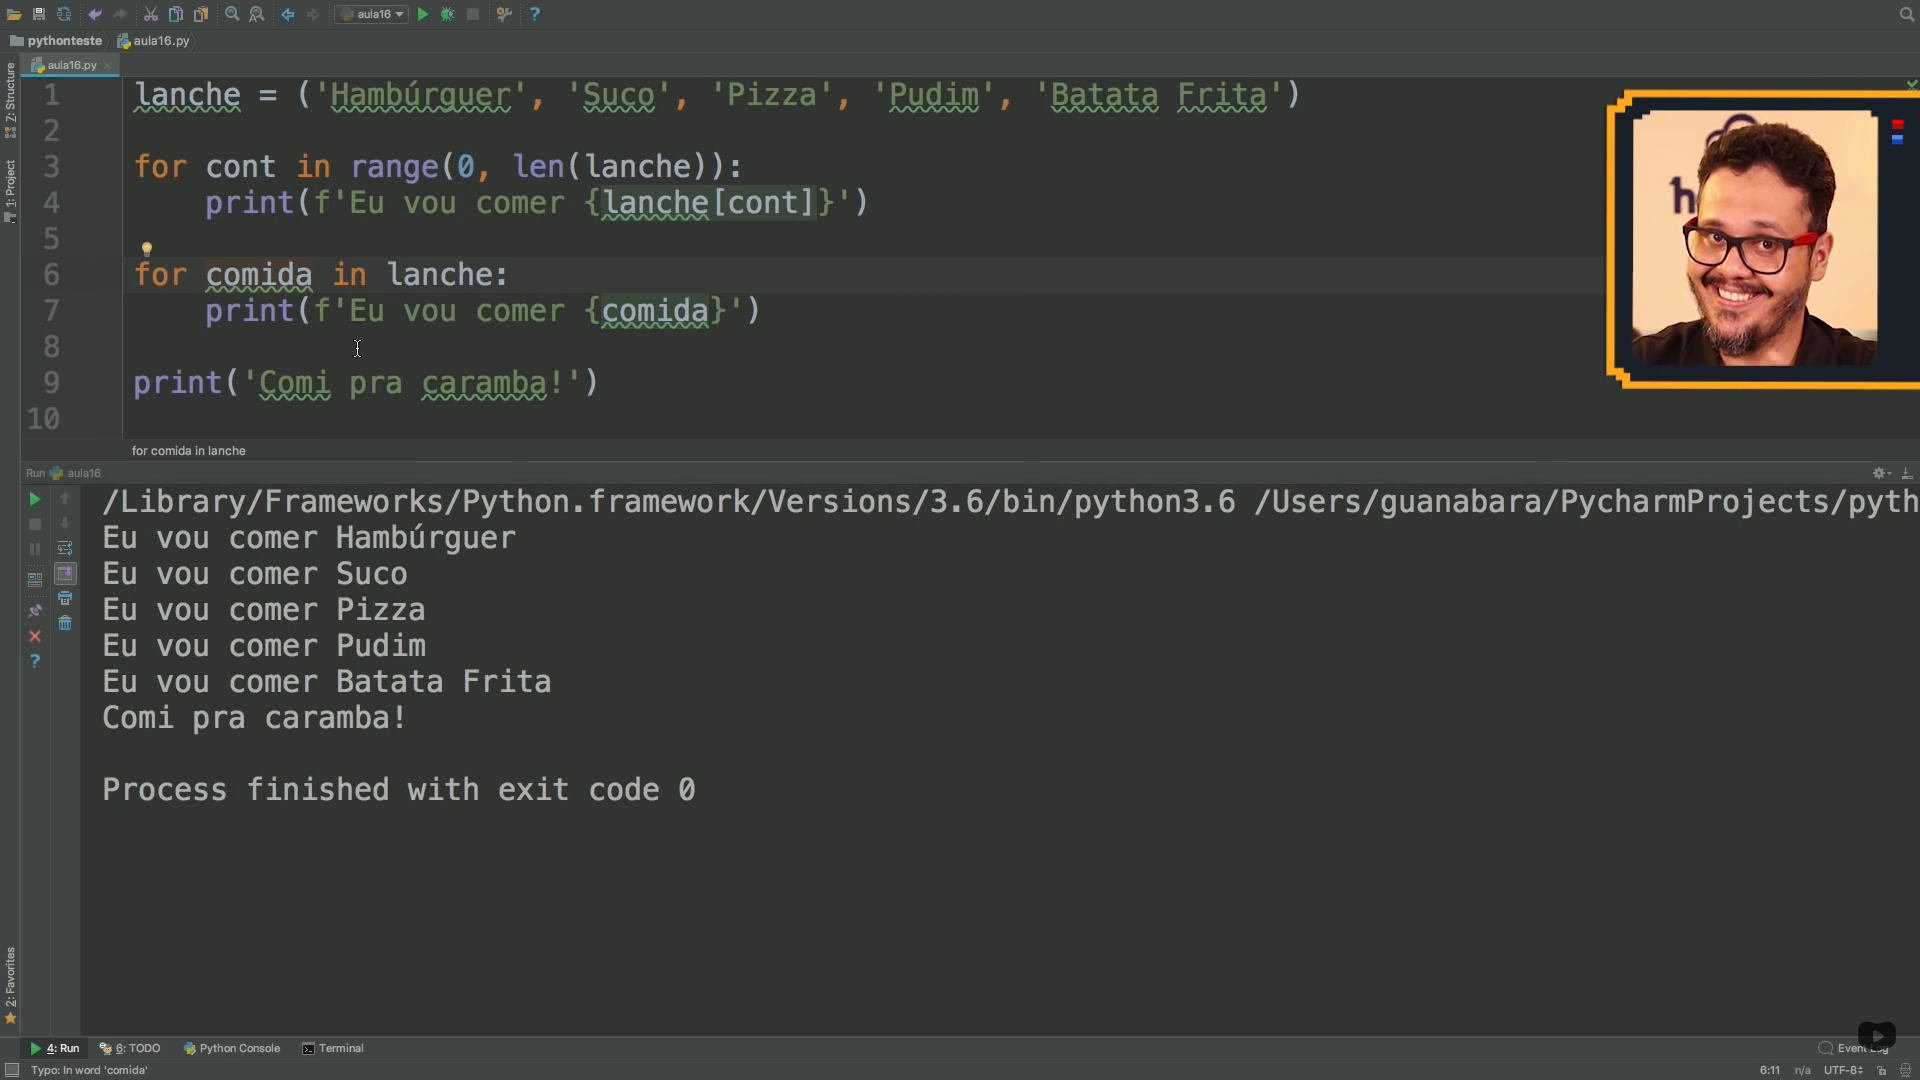 aula16
pythonteste
aula16.py
aula16.py
Z: Structure
1: Project
2: Favorites
1 lanche = ('Hambúrguer', 'Suco', 'Pizza', 'Pudim', 'Batata Frita')
2
3 for cont in range(0, len(lanche)):
4 print(f'Eu vou comer {lanche[cont]}')
5
6 for comida in lanche:
7 print(f'Eu vou comer {comida}')
8
9 print('Comi pra caramba!')
10
for comida in lanche
Run aula16
/Library/Frameworks/Python.framework/Versions/3.6/bin/python3.6 /Users/guanabara/PycharmProjects/pyth
Eu vou comer Hambúrguer
Eu vou comer Suco
Eu vou comer Pizza
Eu vou comer Pudim
Eu vou comer Batata Frita
Comi pra caramba!
Process finished with exit code 0
4: Run 6: TODO Python Console Terminal Event Log
Typo: In word 'comida' 6:11 n/a UTF-8